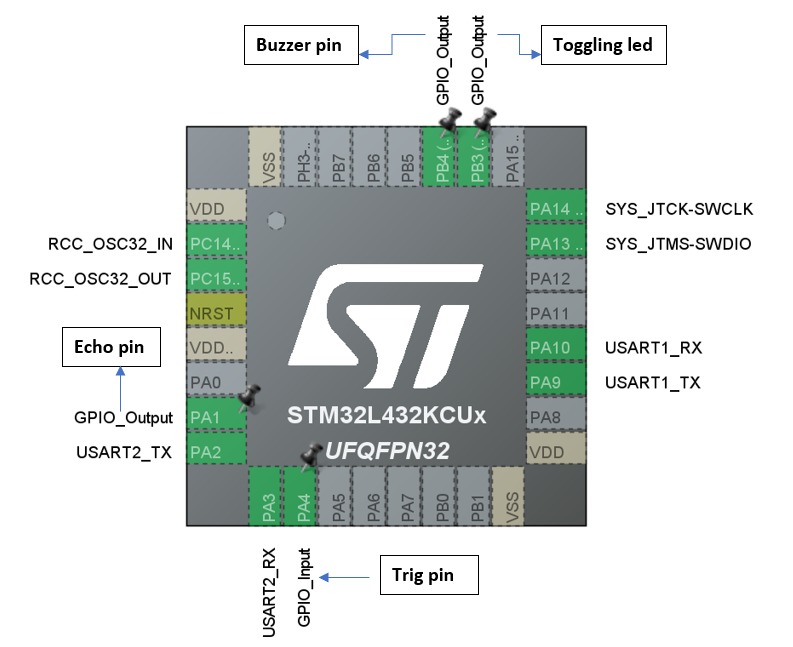 Buzzer pin
GPIO_Output
GPIO_Output
Toggling led
VSS
PH3-..
PB7
PB6
PB5
PB4 (..
PB3 (..
PA15 ..
VDD
RCC_OSC32_IN
PC14..
RCC_OSC32_OUT
PC15..
NRST
Echo pin
VDD..
PA0
GPIO_Output
PA1
USART2_TX
PA2
PA14 ..
SYS_JTCK-SWCLK
PA13 ..
SYS_JTMS-SWDIO
PA12
PA11
PA10
USART1_RX
PA9
USART1_TX
PA8
VDD
ST
STM32L432KCUx
UFQFPN32
PA3
PA4
PA5
PA6
PA7
PB0
PB1
VSS
USART2_RX
GPIO_Input
Trig pin